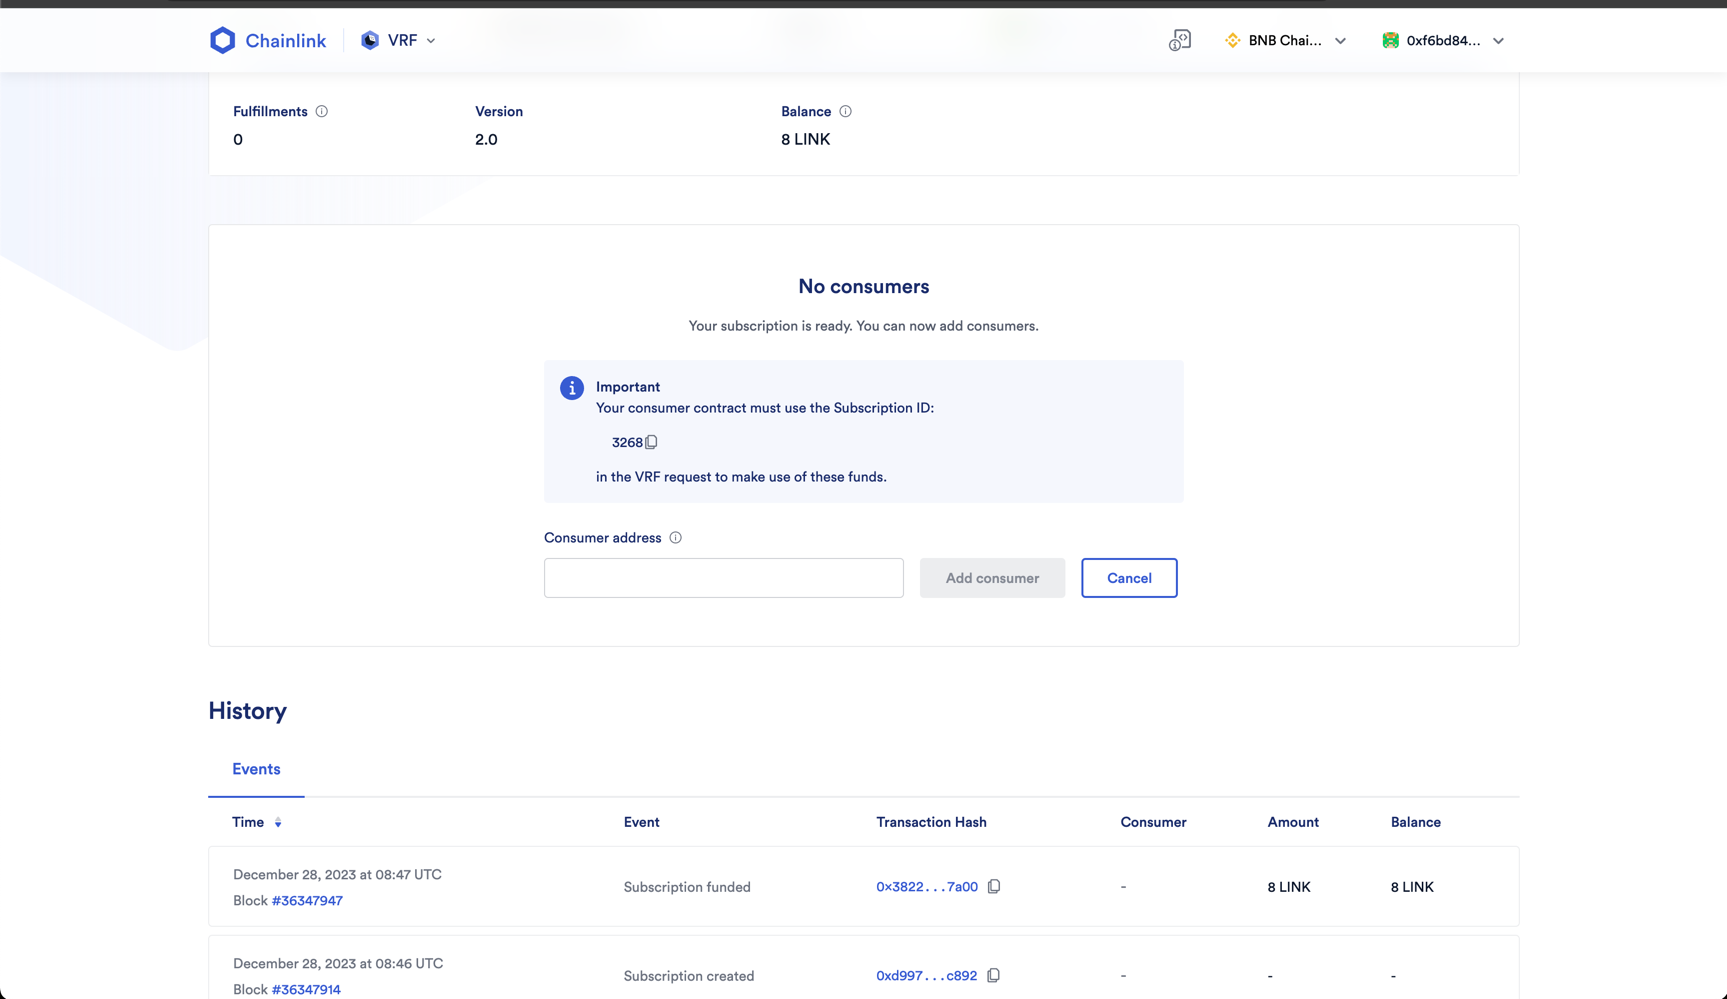 Chainlink VRF BNB Chai... 0xf6bd84...
Fulfillments Version Balance
0 2.0 8 LINK
No consumers
Your subscription is ready. You can now add consumers.
Important
Your consumer contract must use the Subscription ID:
3268
in the VRF request to make use of these funds.
Consumer address
Add consumer Cancel
History
Events
Time Event Transaction Hash Consumer Amount Balance
December 28, 2023 at 08:47 UTC
Block #36347947
Subscription funded 0x3822...7a00 - 8 LINK 8 LINK
December 28, 2023 at 08:46 UTC
Block #36347914
Subscription created 0xd997...c892 - - -